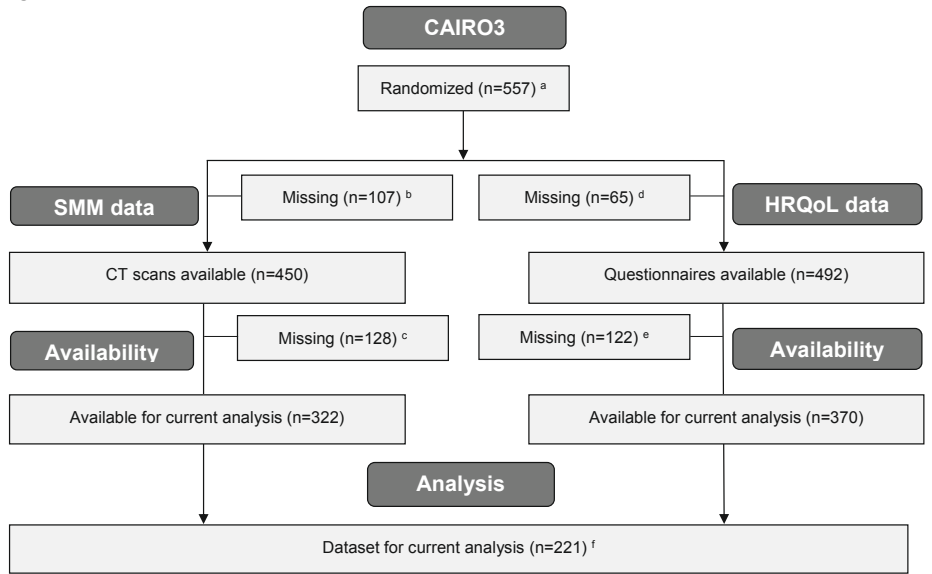 CAIRO3
Randomized (n=557) a
Missing (n=107) b
Missing (n=65) d
SMM data
HRQoL data
CT scans available (n=450)
Questionnaires available (n=492)
Missing (n=128) c
Missing (n=122) e
Availability
Availability
Available for current analysis (n=322)
Available for current analysis (n=370)
Analysis
Dataset for current analysis (n=221) f